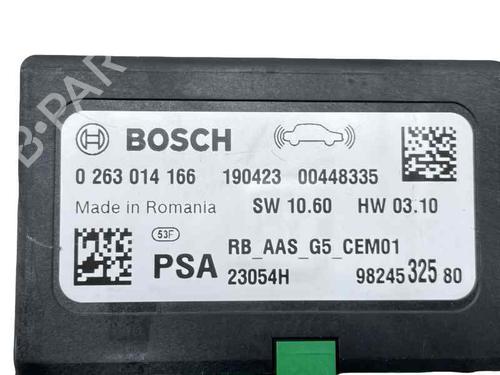 BOSCH
0 263 014 166 190423 00448335
Made in Romania SW 10.60 HW 03.10
53F RB_AAS_G5_CEM01
PSA 23054H 98245 325 80
B-PARTS